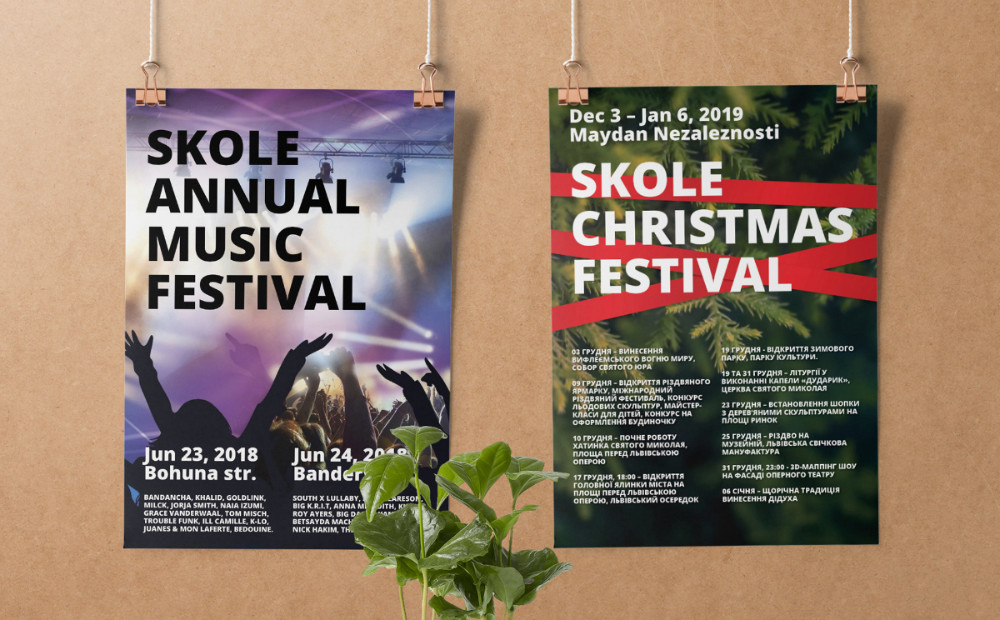 SKOLE
ANNUAL
MUSIC
FESTIVAL
Jun 23, 2018
Bohuna str.
BANDANCHA, KHALID, GOLDLINK,
MILCK, JORJA SMITH, NAIA IZUMI,
GRACE VANDERWAAL, TOM MISCH,
TROUBLE FUNK, ILL CAMILLE, K-LO,
JUANES & MON LAFERTE, BEDOUINE.
Jun 24, 2018
SOUTH X LULLABY,
BIG K.R.I.T, ANNA
ROY AYERS, BIG
BETSAYDA
NICK HAKIM,
Dec 3 – Jan 6, 2019
Maydan Nezaleznosti
SKOLE
CHRISTMAS
FESTIVAL
03 ГРУДНЯ – ВИНЕСЕННЯ
ВИФЛЕЄМСЬКОГО ВОГНЮ МИРУ,
СОБОР СВЯТОГО ЮРА
09 ГРУДНЯ – ВІДКРИТТЯ РІЗДВЯНОГО
ЯРМАРКУ, МІЖНАРОДНИЙ
РІЗДВЯНИЙ ФЕСТИВАЛЬ, КОНКУРС
ЛЬОДОВИХ СКУЛЬПТУР, МАЙСТЕР-
КЛАСИ ДЛЯ ДІТЕЙ, КОНКУРС НА
ОФОРМЛЕННЯ БУДИНОЧКУ
10 ГРУДНЯ – ПОЧНЕ РОБОТУ
ХАТИНКА СВЯТОГО МИКОЛАЯ,
ПЛОЩА ПЕРЕД ЛЬВІВСЬКОЮ
ОПЕРОЮ
17 ГРУДНЯ, 18:00 – ВІДКРИТТЯ
ГОЛОВНОЇ ЯЛИНКИ МІСТА НА
ПЛОЩІ ПЕРЕД ЛЬВІВСЬКОЮ
ОПЕРОЮ, ЛЬВІВСЬКИЙ ОСЕРЕДОК
19 ГРУДНЯ - ВІДКРИТТЯ ЗИМОВОГО
ПАРКУ, ПАРКУ КУЛЬТУРИ.
19 ТА 31 ГРУДНЯ – ЛІТУРГІЇ У
ВИКОНАННІ КАПЕЛИ «ДУДАРИК»,
ЦЕРКВА СВЯТОГО МИКОЛАЯ
23 ГРУДНЯ – ВСТАНОВЛЕННЯ ШОПКИ
З ДЕРЕВ'ЯНИМИ СКУЛЬПТУРАМИ НА
ПЛОЩІ РИНОК
25 ГРУДНЯ – РІЗДВО НА
МУЗЕЙНІЙ, ЛЬВІВСЬКА СВІЧКОВА
МАНУФАКТУРА
31 ГРУДНЯ, 23:00 - 3D-МАППІНГ ШОУ
НА ФАСАДІ ОПЕРНОГО ТЕАТРУ
06 СІЧНЯ – ЩОРІЧНА ТРАДИЦІЯ
ВИНЕСЕННЯ ДІДУХА